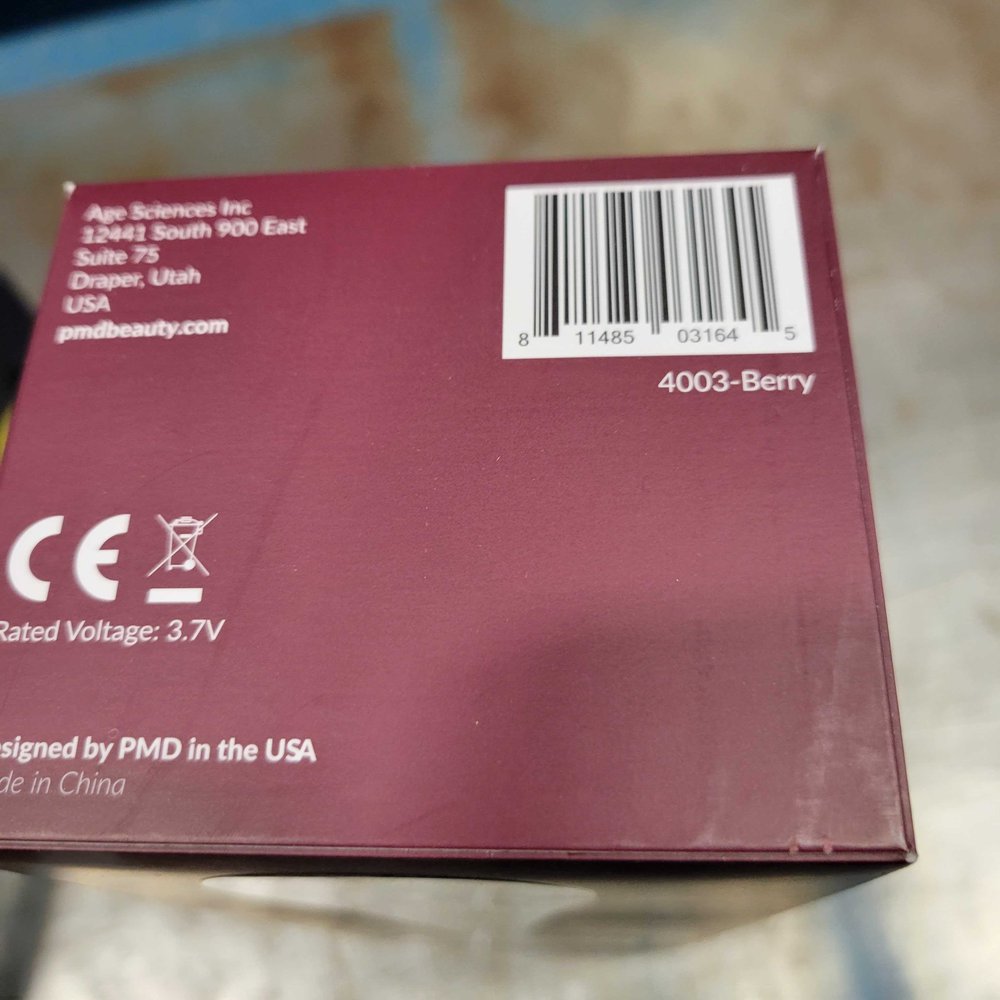 Age Sciences Inc
12441 South 900 East
Suite 75
Draper, Utah
USA
pmdbeauty.com
8 11485 03164 5
4003-Berry
CE
Rated Voltage: 3.7V
signed by PMD in the USA
de in China